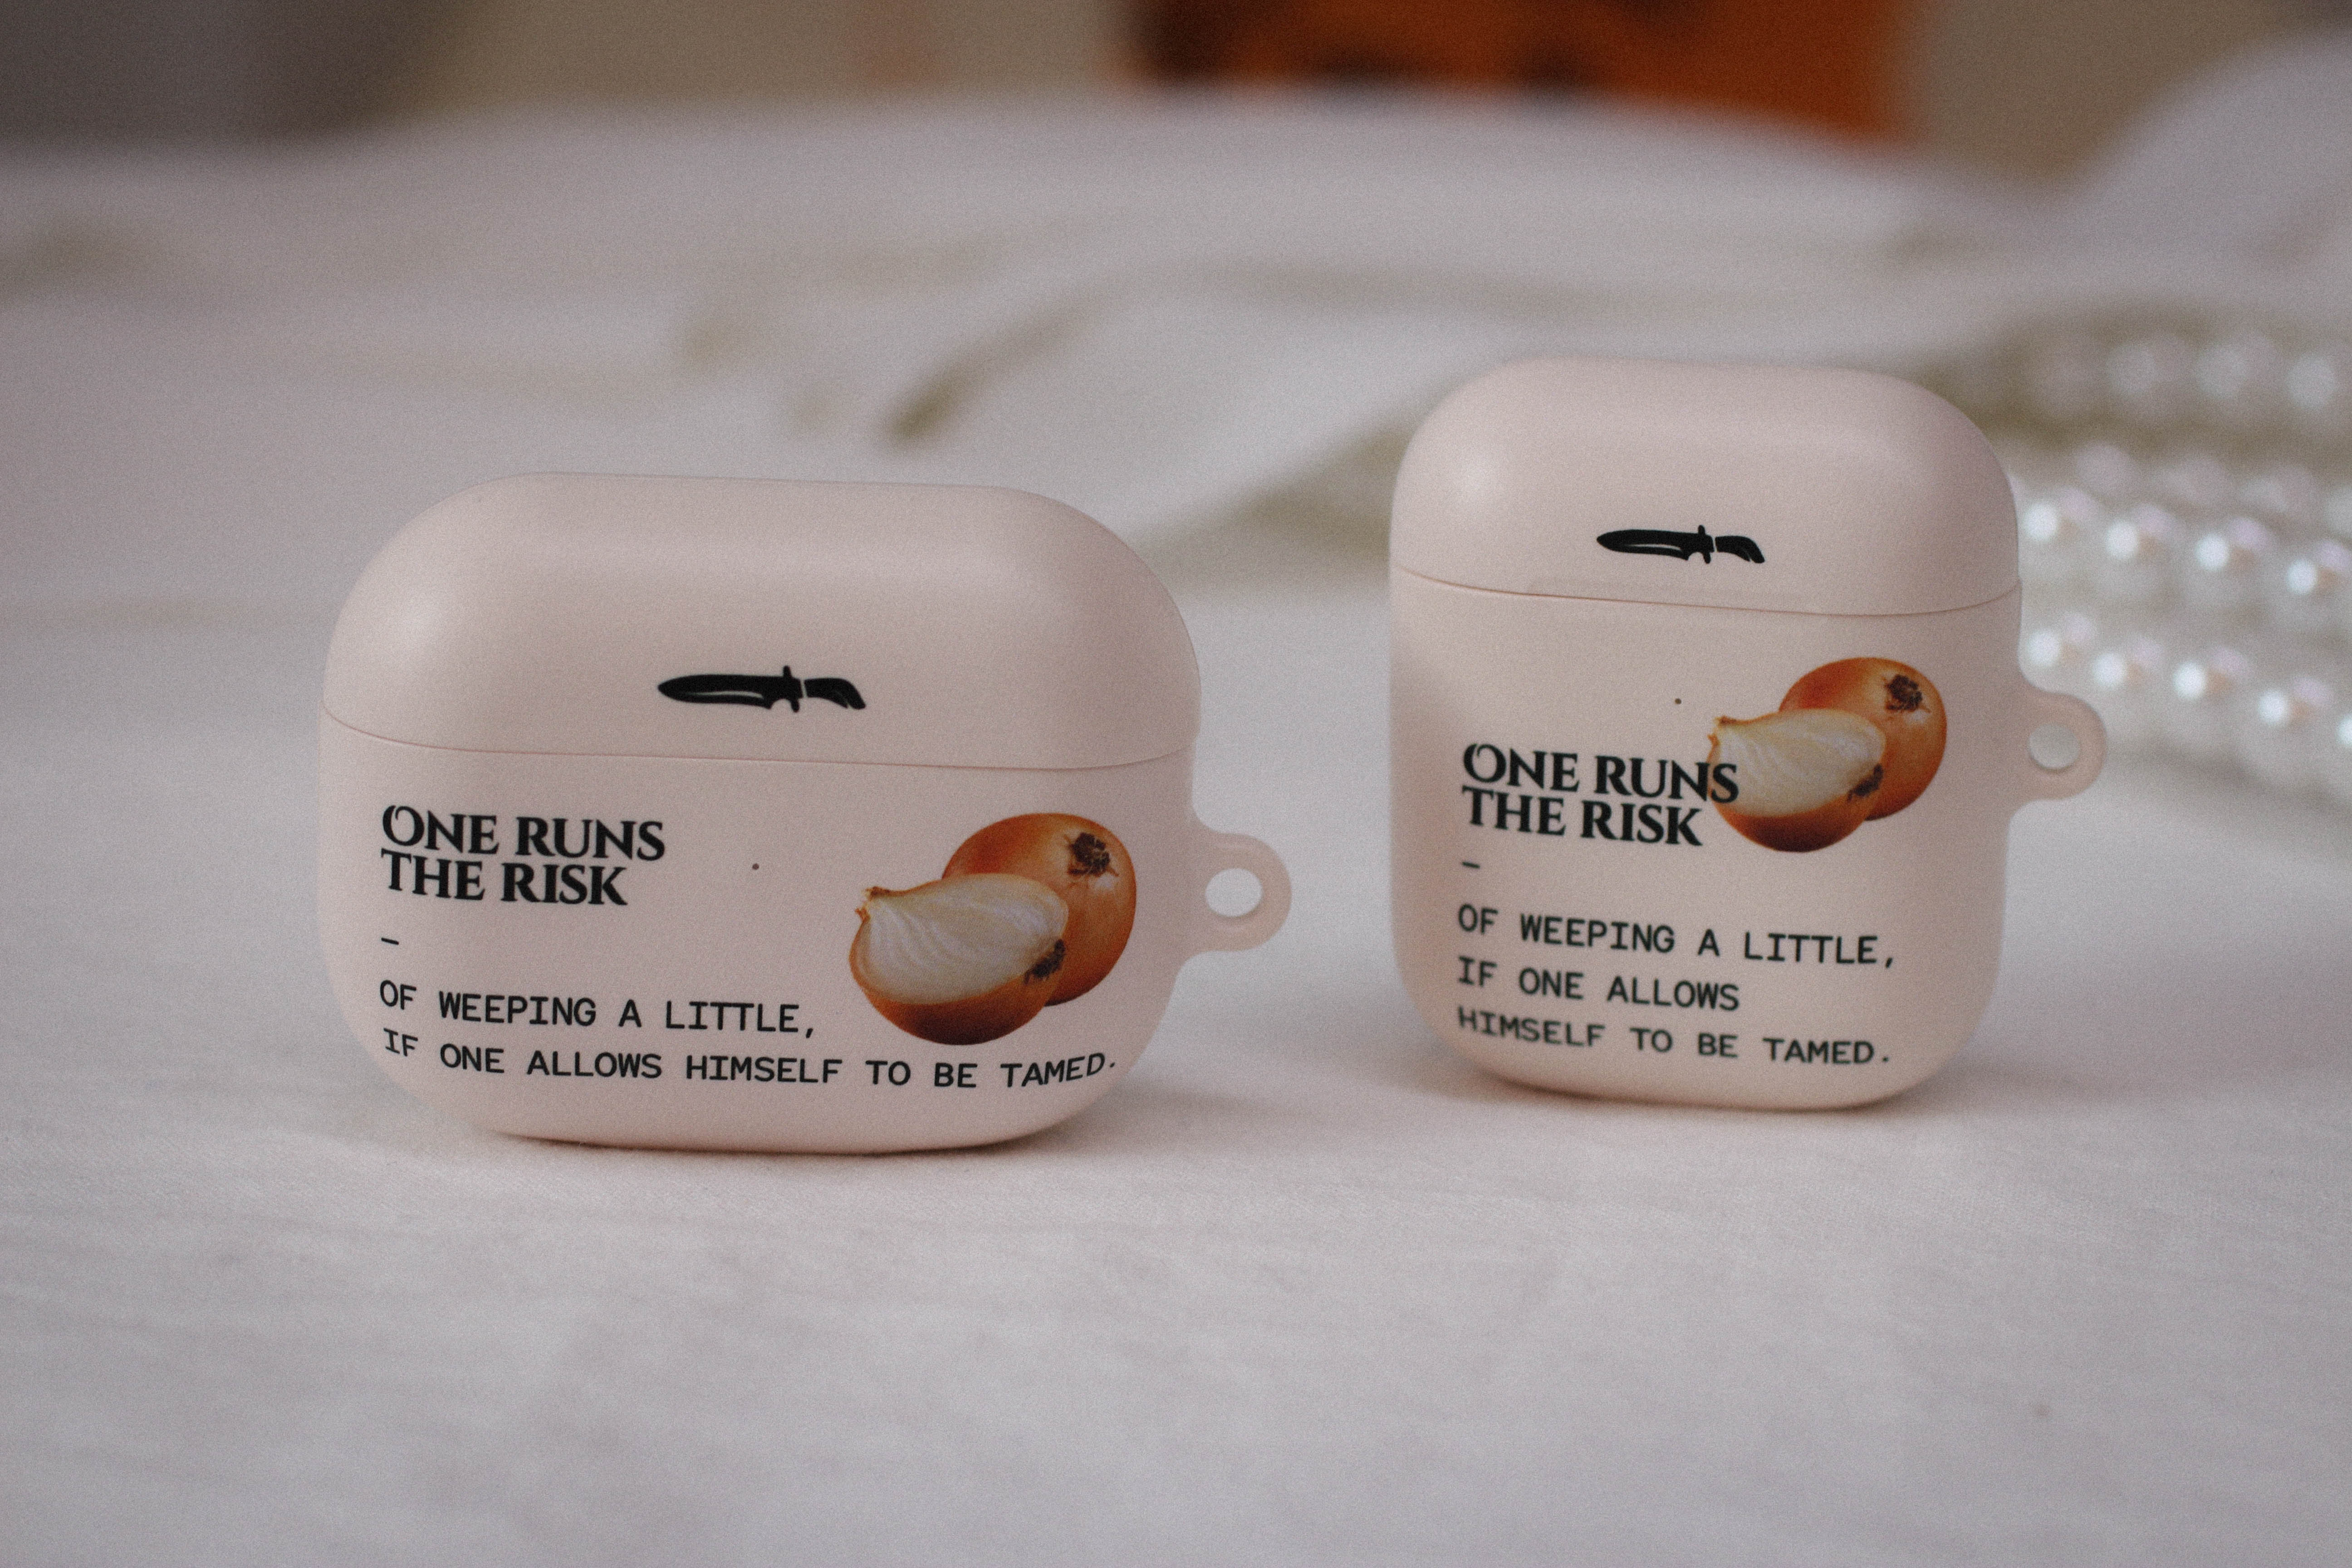 ONE RUNS
THE RISK
–
OF WEEPING A LITTLE,
IF ONE ALLOWS HIMSELF TO BE TAMED.
ONE RUNS
THE RISK
–
OF WEEPING A LITTLE,
IF ONE ALLOWS
HIMSELF TO BE TAMED.